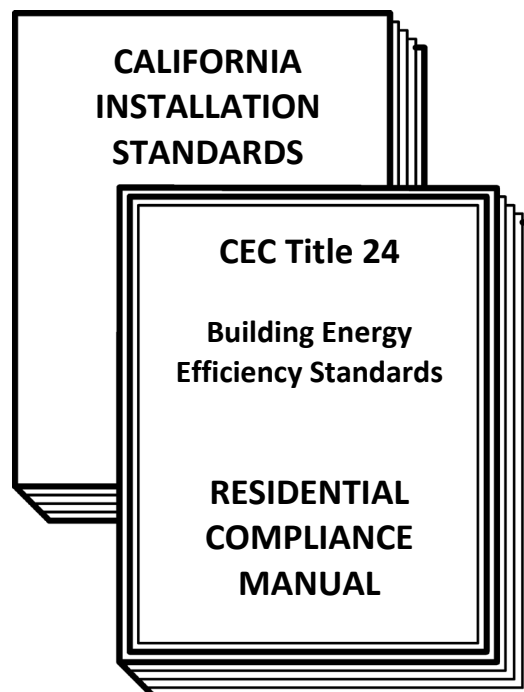 CALIFORNIA
INSTALLATION
STANDARDS
CEC Title 24
Building Energy
Efficiency Standards
RESIDENTIAL
COMPLIANCE
MANUAL